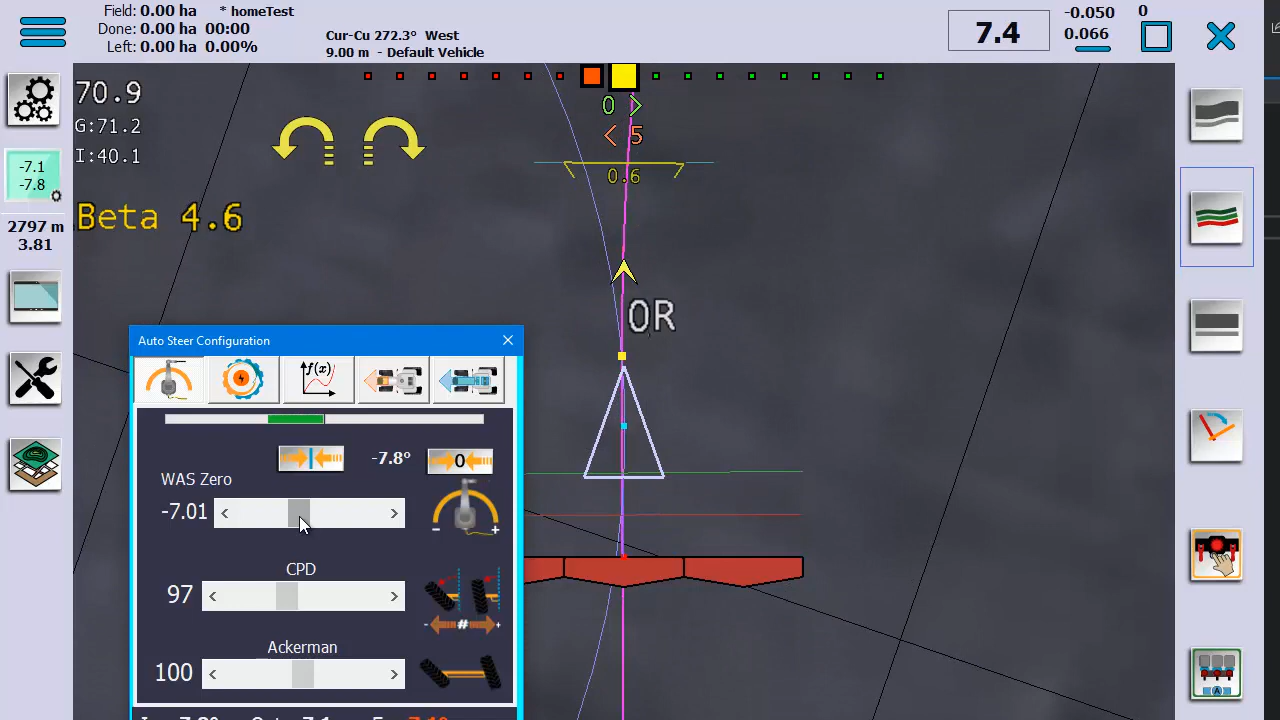 Field: 0.00 ha * homeTest
Done: 0.00 ha 00:00
Left: 0.00 ha 0.00%
Cur-Cu 272.3° West
9.00 m - Default Vehicle
7.4
-0.050
0.066
0
70.9
G:71.2
I:40.1
-7.1
-7.8
Beta 4.6
2797 m
3.81
0 >
< 5
0.6
0R
Auto Steer Configuration
f(x)
-7.8°
0
WAS Zero
-7.01
- +
CPD
97
- # +
Ackerman
100